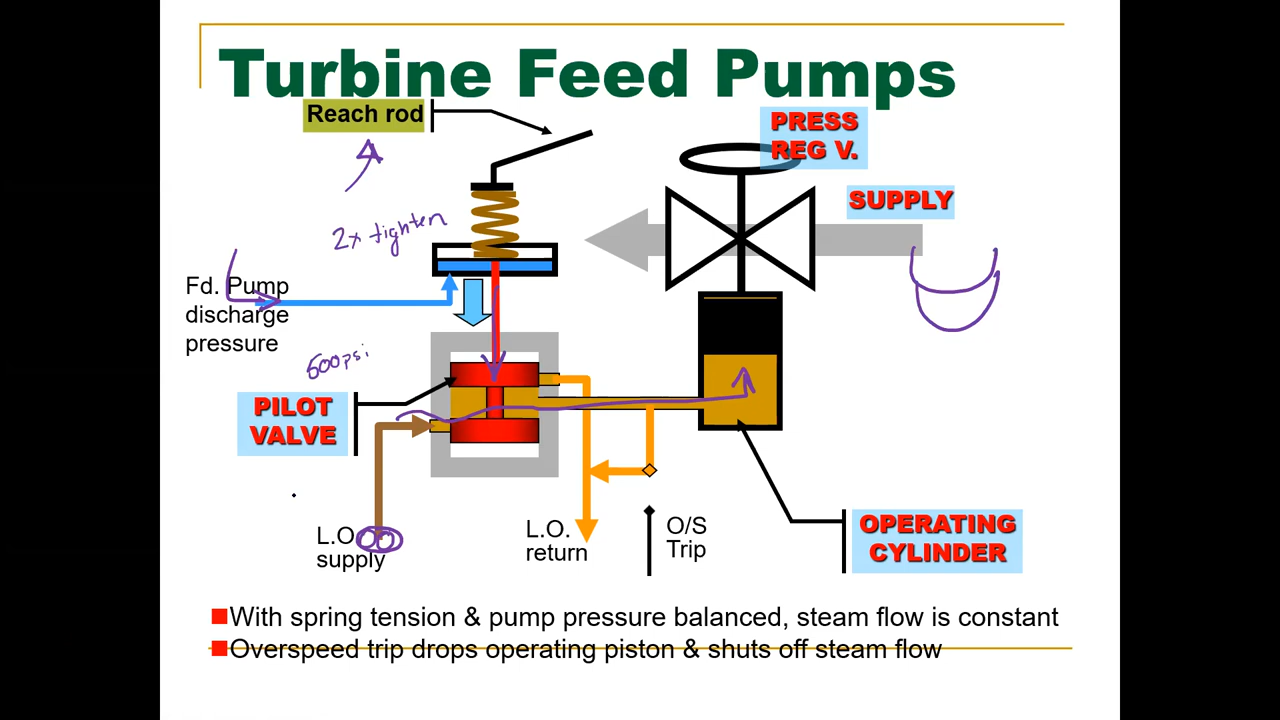 Turbine Feed Pumps
Reach rod
PRESS
REG V.
SUPPLY
2x tighten
Fd. Pump
discharge
pressure
600psi
PILOT
VALVE
L.O.
supply
L.O.
return
O/S
Trip
OPERATING
CYLINDER
With spring tension & pump pressure balanced, steam flow is constant
Overspeed trip drops operating piston & shuts off steam flow